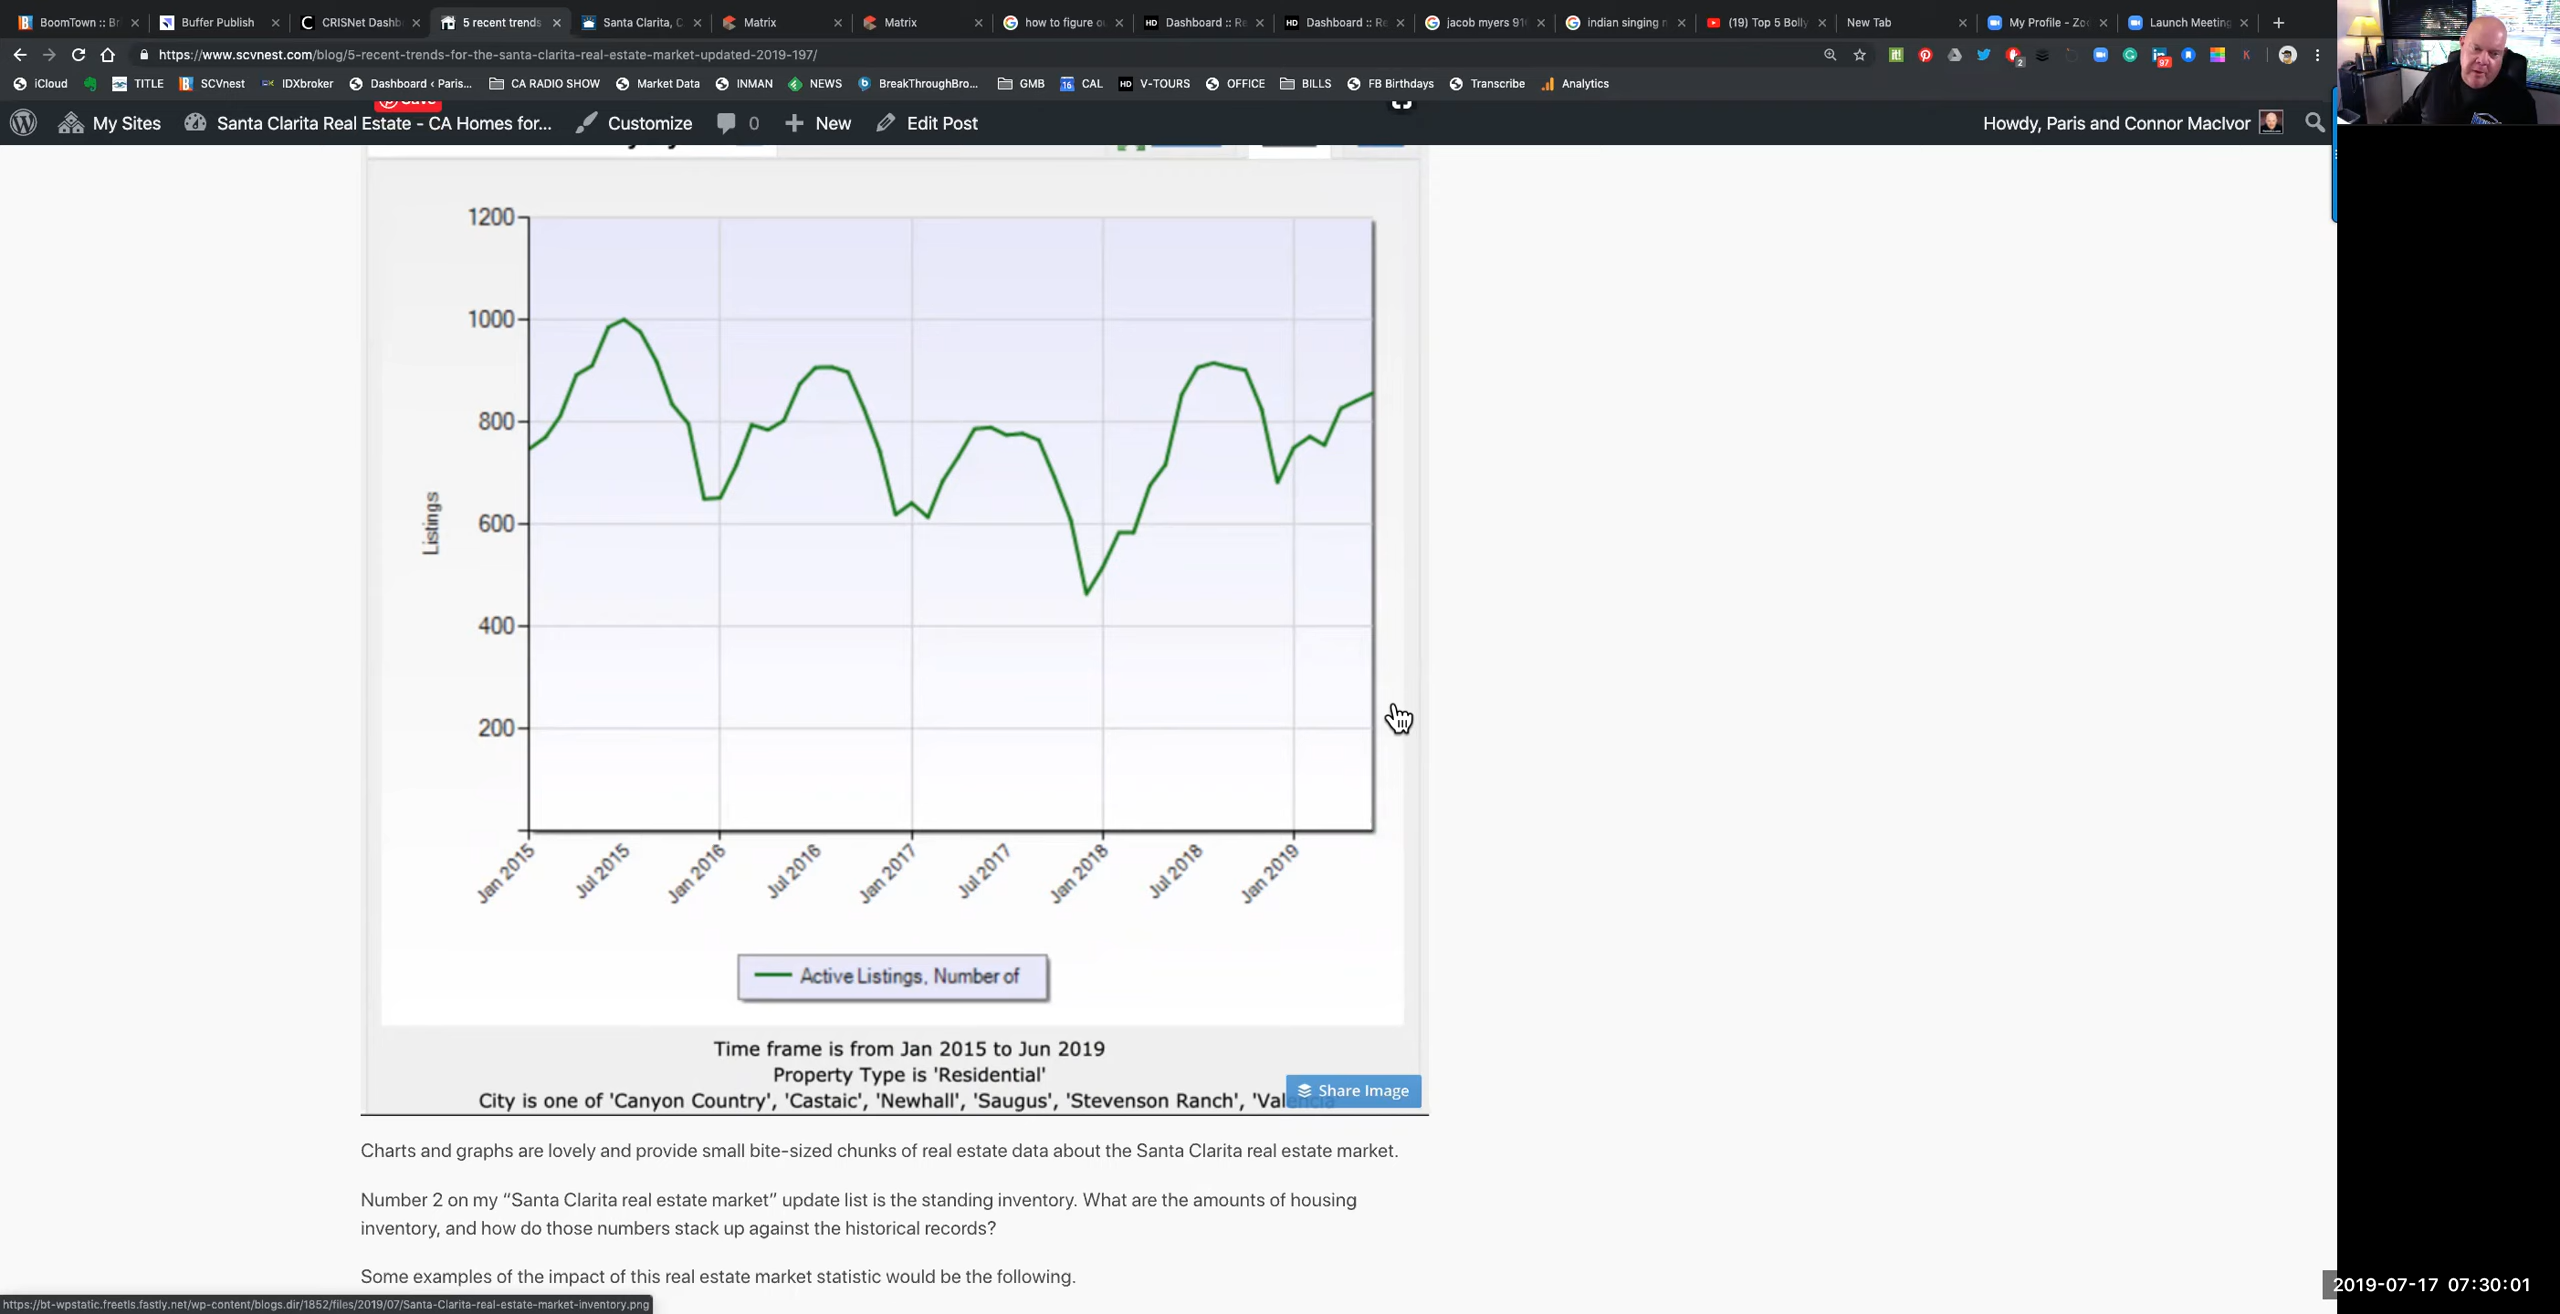 BoomTown :: Br
Buffer Publish
CRISNet Dashb
5 recent trends
Santa Clarita, C
Matrix
Matrix
how to figure o
Dashboard :: Re
Dashboard :: Re
jacob myers 91
indian singing
(19) Top 5 Bolly
New Tab
My Profile - Zo
Launch Meeting
https://www.scvnest.com/blog/5-recent-trends-for-the-santa-clarita-real-estate-market-updated-2019-197/
iCloud
TITLE
SCVnest
IDXbroker
Dashboard ‹ Paris...
CA RADIO SHOW
Market Data
INMAN
NEWS
BreakThroughBro...
GMB
CAL
V-TOURS
OFFICE
BILLS
FB Birthdays
Transcribe
Analytics
Save
My Sites
Santa Clarita Real Estate - CA Homes for...
Customize
0
New
Edit Post
Howdy, Paris and Connor MacIvor
1200
1000
800
600
400
200
Listings
Jan 2015
Jul 2015
Jan 2016
Jul 2016
Jan 2017
Jul 2017
Jan 2018
Jul 2018
Jan 2019
Active Listings, Number of
Time frame is from Jan 2015 to Jun 2019
Property Type is 'Residential'
City is one of 'Canyon Country', 'Castaic', 'Newhall', 'Saugus', 'Stevenson Ranch', 'Valencia
Share Image
Charts and graphs are lovely and provide small bite-sized chunks of real estate data about the Santa Clarita real estate market.
Number 2 on my “Santa Clarita real estate market” update list is the standing inventory. What are the amounts of housing
inventory, and how do those numbers stack up against the historical records?
Some examples of the impact of this real estate market statistic would be the following.
https://bt-wpstatic.freetls.fastly.net/wp-content/blogs.dir/1852/files/2019/07/Santa-Clarita-real-estate-market-inventory.png
2019-07-17 07:30:01